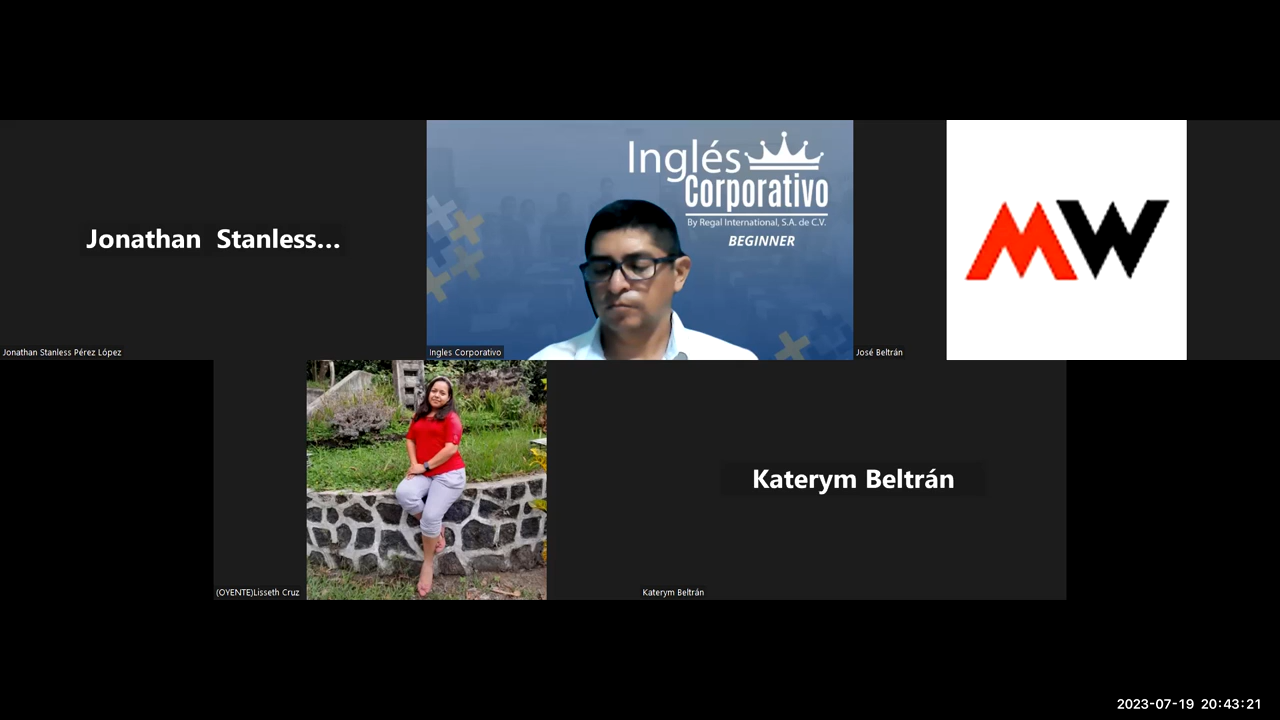 Jonathan  Stanless...
Jonathan Stanless Pérez López
Inglés
Corporativo
By Regal International, S.A. de C.V.
BEGINNER
Ingles Corporativo
José Beltrán
MW
(OYENTE)Lisseth Cruz
Katerym Beltrán
Katerym Beltrán
2023-07-19 20:43:21